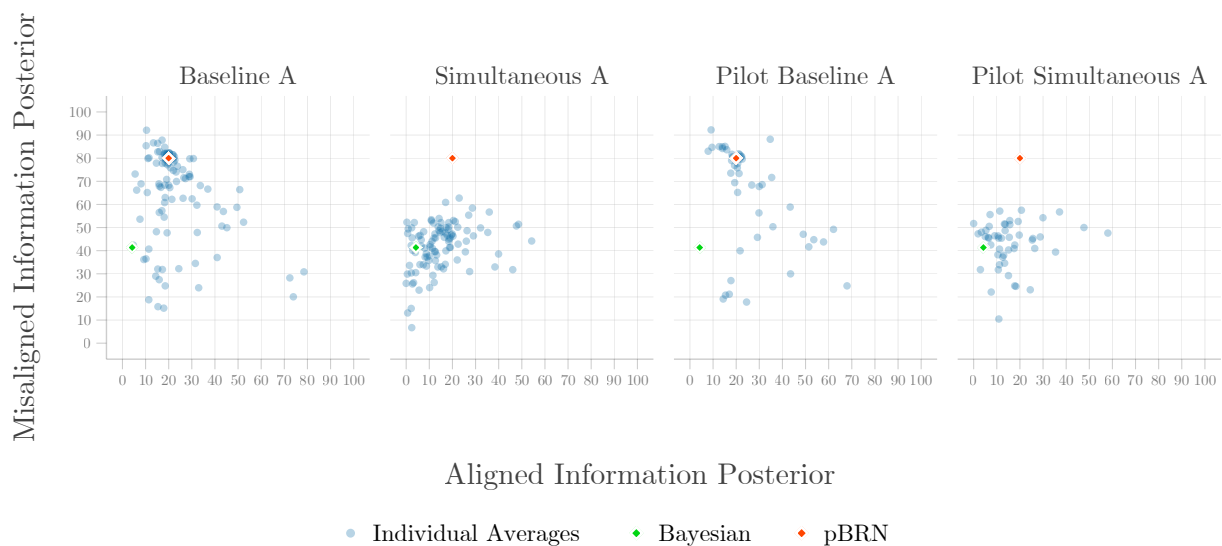 Misaligned Information Posterior
Baseline A
Simultaneous A
Pilot Baseline A
Pilot Simultaneous A
100
90
80
70
60
50
40
30
20
10
0
0 10 20 30 40 50 60 70 80 90 100
0 10 20 30 40 50 60 70 80 90 100
0 10 20 30 40 50 60 70 80 90 100
0 10 20 30 40 50 60 70 80 90 100
Aligned Information Posterior
Individual Averages Bayesian pBRN